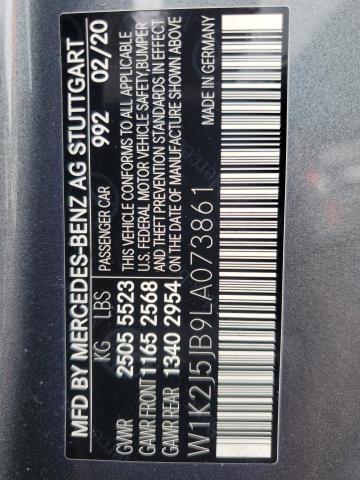 MFD BY MERCEDES-BENZ AG STUTTGART
992 02/20
KG LBS PASSENGER CAR
GVWR 2505 5523
GAWR FRONT 1165 2568
GAWR REAR 1340 2954
THIS VEHICLE CONFORMS TO ALL APPLICABLE
U.S. FEDERAL MOTOR VEHICLE SAFETY, BUMPER
AND THEFT PREVENTION STANDARDS IN EFFECT
ON THE DATE OF MANUFACTURE SHOWN ABOVE
MADE IN GERMANY
W1K2J5JB9LA073861